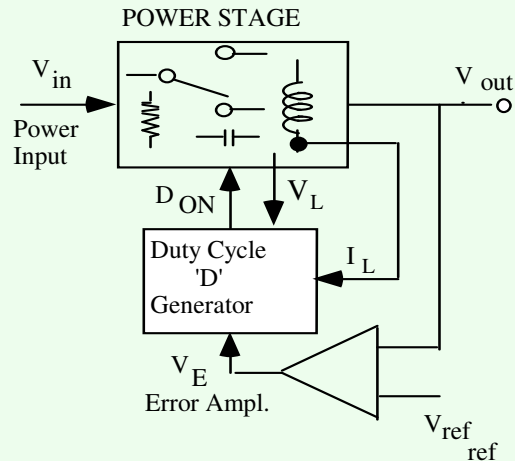 POWER STAGE
V in
V out
Power
Input
D ON
V L
Duty Cycle
'D'
Generator
I L
V E
Error Ampl.
V ref
ref